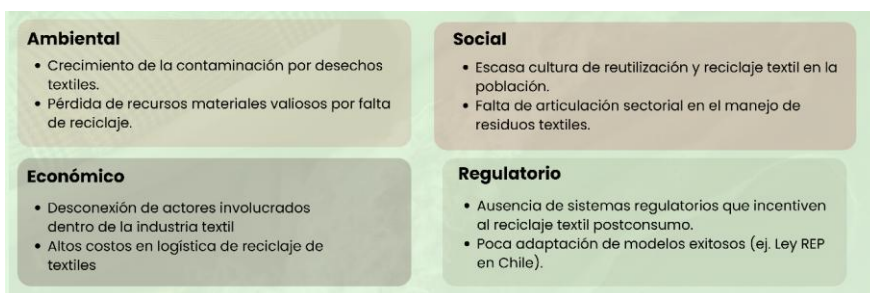 Ambiental
• Crecimiento de la contaminación por desechos
textiles.
• Pérdida de recursos materiales valiosos por falta
de reciclaje.
Social
• Escasa cultura de reutilización y reciclaje textil en la
población.
• Falta de articulación sectorial en el manejo de
residuos textiles.
Económico
• Desconexión de actores involucrados
dentro de la industria textil
• Altos costos en logística de reciclaje de
textiles
Regulatorio
• Ausencia de sistemas regulatorios que incentiven
al reciclaje textil postconsumo.
• Poca adaptación de modelos exitosos (ej. Ley REP
en Chile).